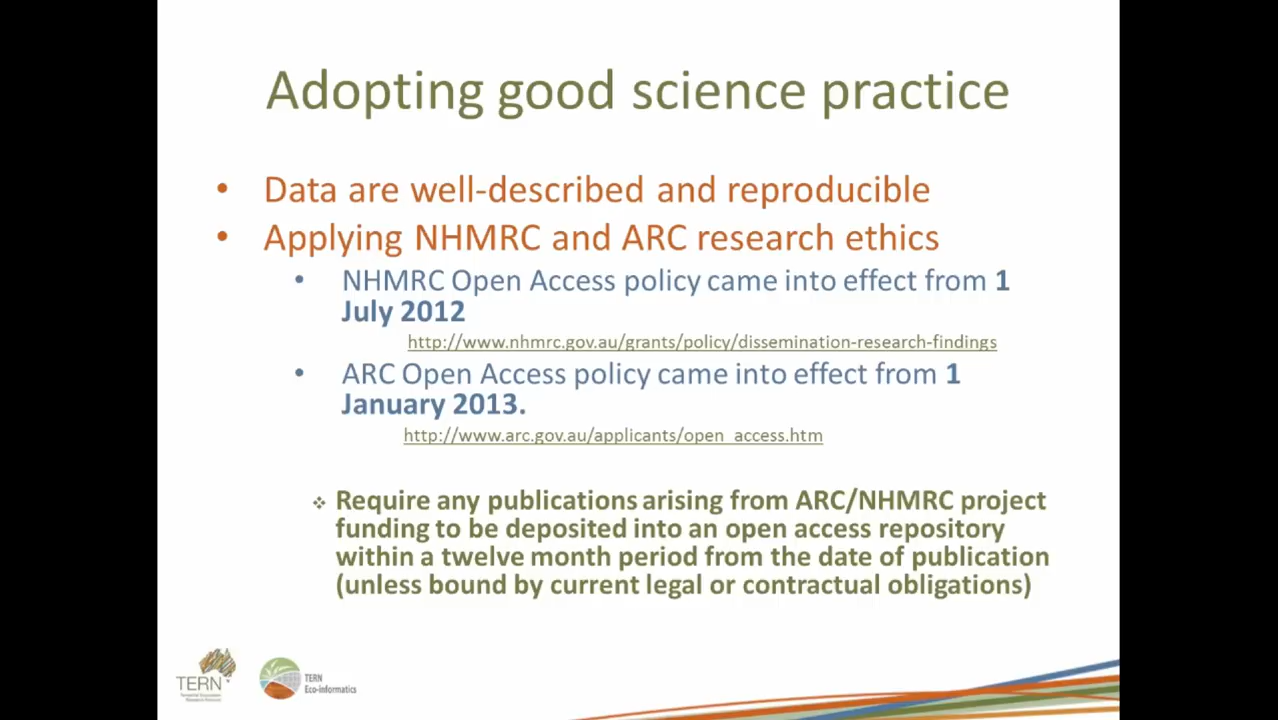 Adopting good science practice
• Data are well-described and reproducible
• Applying NHMRC and ARC research ethics
• NHMRC Open Access policy came into effect from 1
July 2012
http://www.nhmrc.gov.au/grants/policy/dissemination-research-findings
• ARC Open Access policy came into effect from 1
January 2013.
http://www.arc.gov.au/applicants/open_access.htm
❖ Require any publications arising from ARC/NHMRC project
funding to be deposited into an open access repository
within a twelve month period from the date of publication
(unless bound by current legal or contractual obligations)
TERN
TERN
Eco-informatics